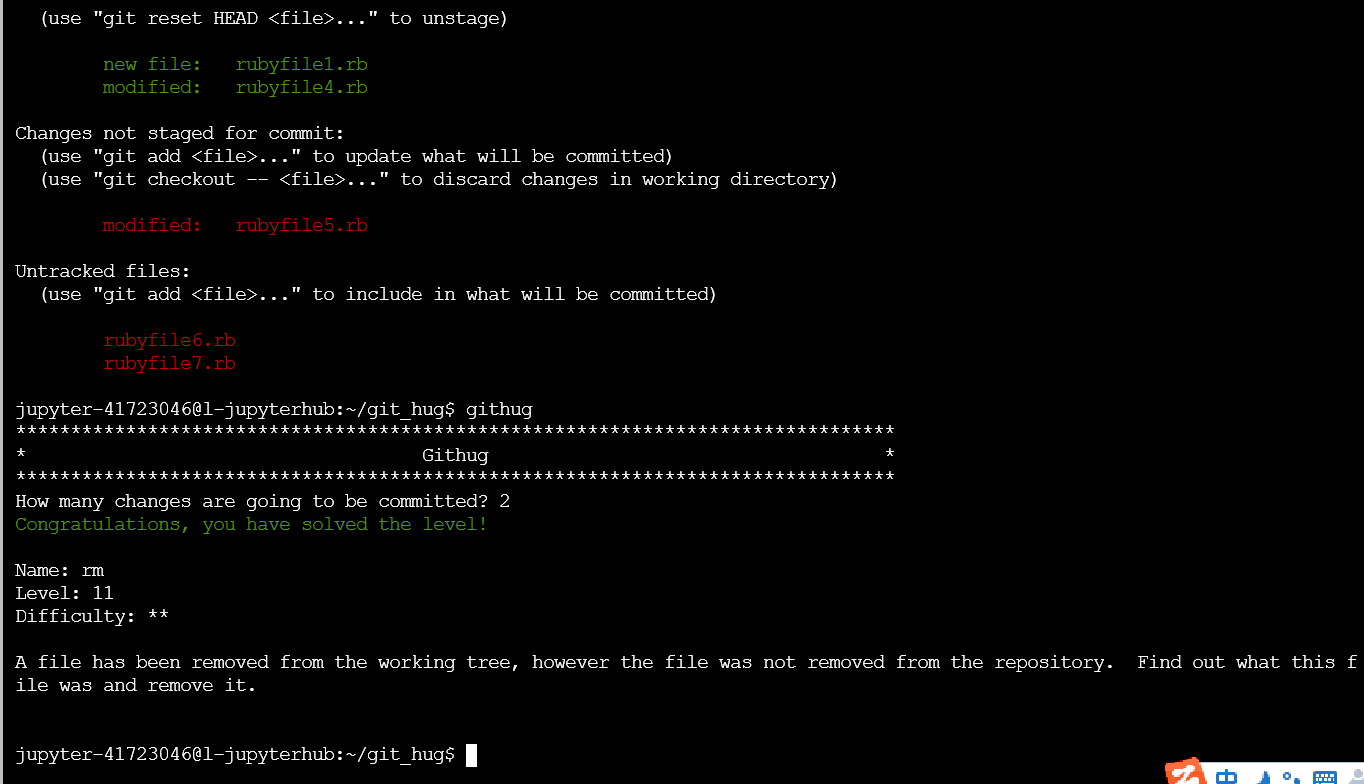 (use "git reset HEAD <file>..." to unstage)
new file:   rubyfile1.rb
modified:   rubyfile4.rb
Changes not staged for commit:
(use "git add <file>..." to update what will be committed)
(use "git checkout -- <file>..." to discard changes in working directory)
modified:   rubyfile5.rb
Untracked files:
(use "git add <file>..." to include in what will be committed)
rubyfile6.rb
rubyfile7.rb
jupyter-41723046@l-jupyterhub:~/git_hug$ githug
********************************************************************************
*                                    Githug                                    *
********************************************************************************
How many changes are going to be committed? 2
Congratulations, you have solved the level!
Name: rm
Level: 11
Difficulty: **
A file has been removed from the working tree, however the file was not removed from the repository.  Find out what this f
ile was and remove it.
jupyter-41723046@l-jupyterhub:~/git_hug$
中